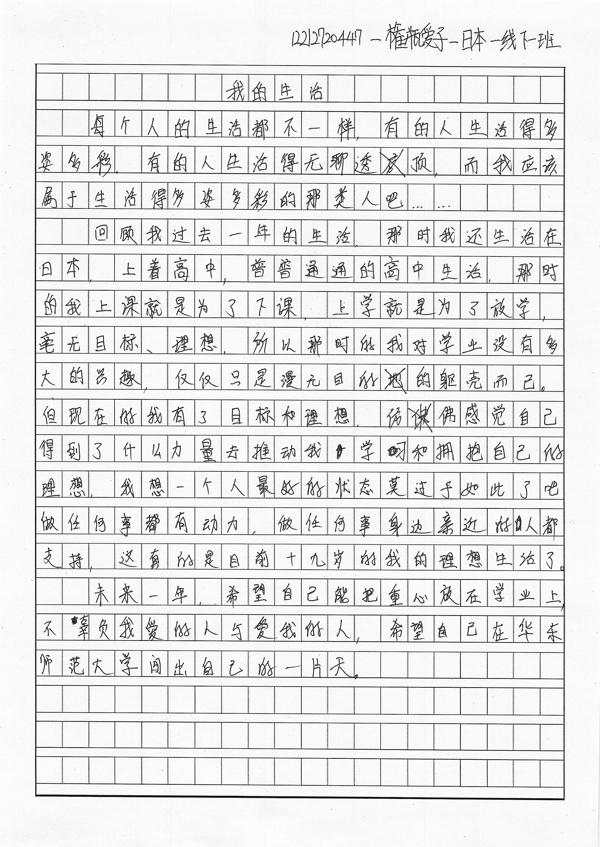 12212720447-权瓶爱子-日本-线下一班
我的生活
每个人的生活都不一样,有的人生活得多
姿多彩,有的人生活得无聊透顶,而我应该
属于生活得多姿多彩的那类人吧……
回顾我过去一年的生活,那时我还生活在
日本,上着高中,普普通通的高中生活,那时
的我上课就是为了下课,上学就是为了放学,
毫无目标、理想,所以那时的我对学业没有多
大的兴趣,仅仅只是漫无目的的躯壳而已。
但现在的我有了目标和理想,仿佛感觉自己
得到了什么力量去推动我学习和拥抱自己的
理想,我想一个人最好的状态莫过于如此了吧
做任何事都有动力,做任何事身边亲近的人都
支持,这有的是目前十九岁的我的理想生活了。
未来一年,希望自己能把重心放在学业上,
不辜负我爱的人与爱我的人,希望自己在华东
师范大学闯出自己的一片天。